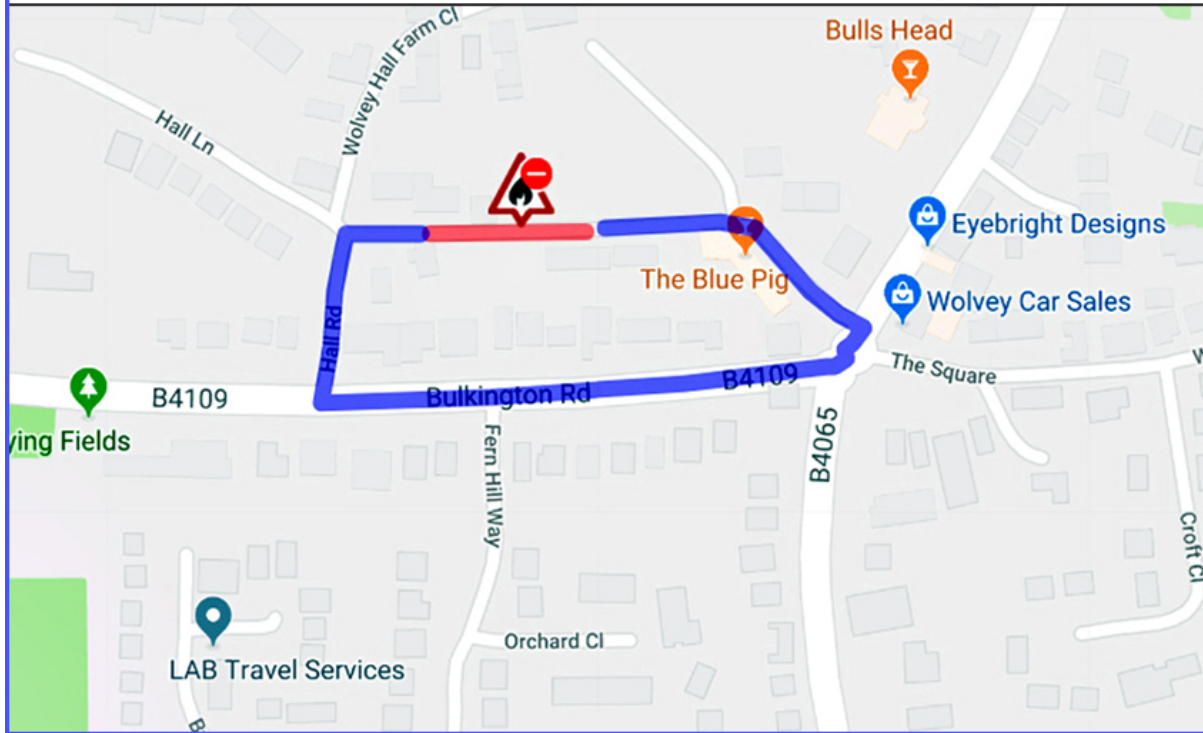 Bulls Head
Wolvey Hall Farm Cl
Hall Ln
Eyebright Designs
The Blue Pig
Wolvey Car Sales
Hall Rd
The Square
W
B4109
Bulkington Rd
B4109
ying Fields
B4065
Fern Hill Way
Croft Cl
Orchard Cl
LAB Travel Services
B